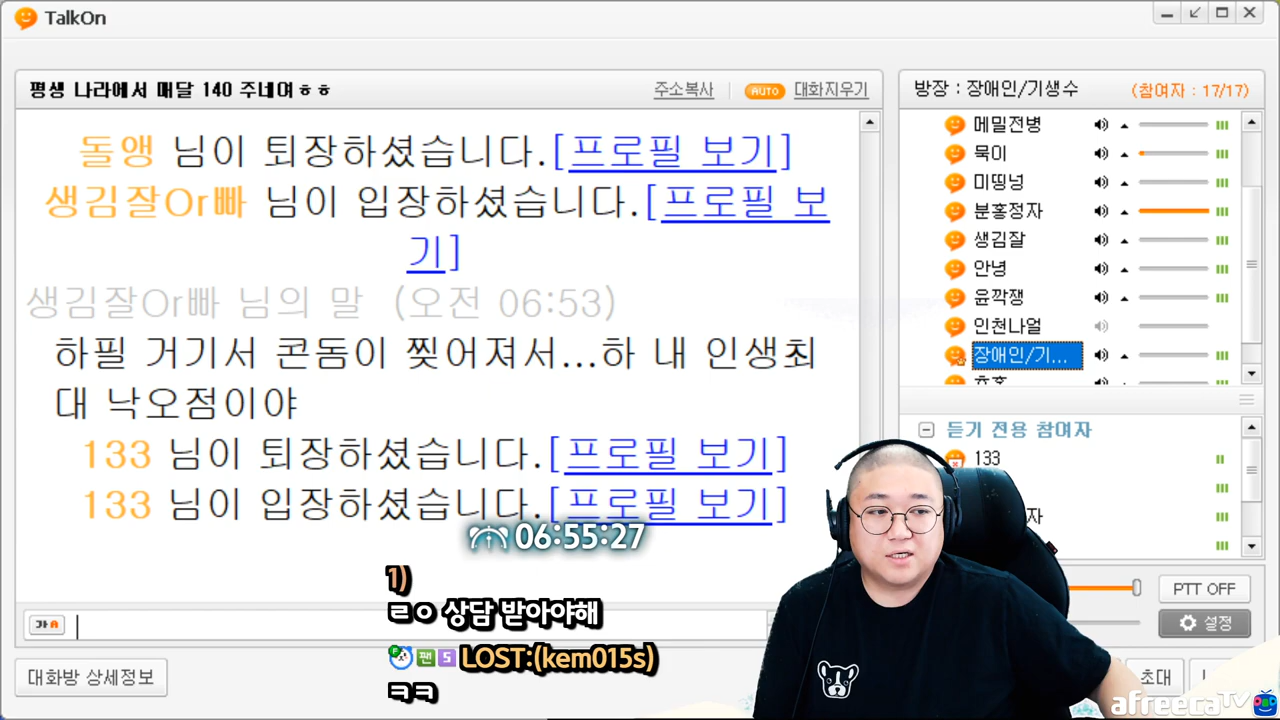 TalkOn
평생 나라에서 매달 140 주네여ㅎㅎ
주소복사
AUTO
대화지우기
돌앵 님이 퇴장하셨습니다.[프로필 보기]
생김잘Or빠 님이 입장하셨습니다.[프로필 보
기]
생김잘Or빠 님의 말 (오전 06:53)
하필 거기서 콘돔이 찢어져서...하 내 인생최
대 낙오점이야
133 님이 퇴장하셨습니다.[프로필 보기]
133 님이 입장하셨습니다.[프로필 보기]
06:55:27
1)
ㄹㅇ 상담 받아야해
팬 S LOST:(kem015s)
ㅋㅋ
가A
대화방 상세정보
방장 : 장애인/기생수
(참여자 : 17/17)
메밀전병
묵이
미띵넝
분홍정자
생김잘
안녕
윤깍쟁
인천나얼
장애인/기...
듣기 전용 참여자
133
자
PTT OFF
설정
초대
afreecaTV